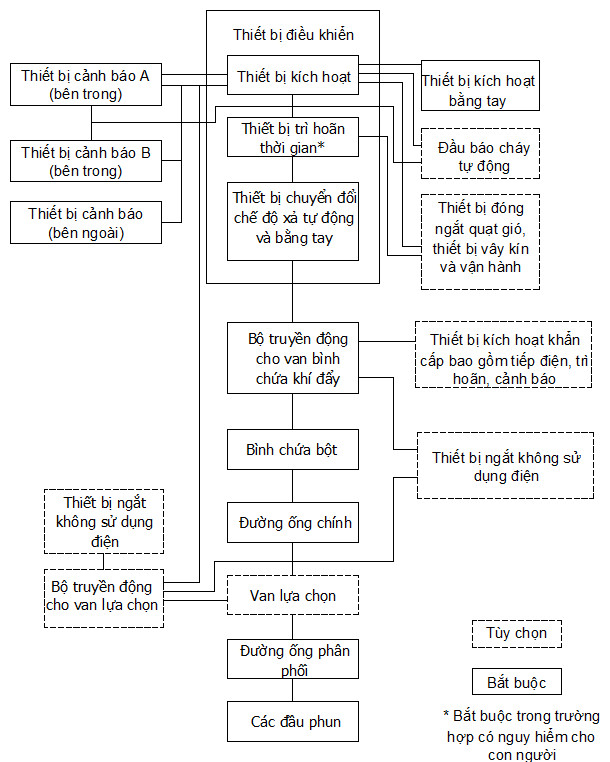 Thiết bị điều khiển
Thiết bị kích hoạt
Thiết bị cảnh báo A
(bên trong)
Thiết bị kích hoạt
bằng tay
Thiết bị trì hoãn
thời gian*
Đầu báo cháy
tự động
Thiết bị cảnh báo B
(bên trong)
Thiết bị chuyển đổi
chế độ xả tự động
và bằng tay
Thiết bị cảnh báo
(bên ngoài)
Thiết bị đóng
ngắt quạt gió,
thiết bị vây kín
và vận hành
Bộ truyền động
cho van bình
chứa khí đẩy
Thiết bị kích hoạt khẩn
cấp bao gồm tiếp điện, trì
hoãn, cảnh báo
Bình chứa bột
Thiết bị ngắt không sử
dụng điện
Thiết bị ngắt
không sử dụng
điện
Đường ống chính
Bộ truyền động
cho van lựa chọn
Van lựa chọn
Đường ống phân
phối
Các đầu phun
Tùy chọn
Bắt buộc
* Bắt buộc trong trường
hợp có nguy hiểm cho
con người